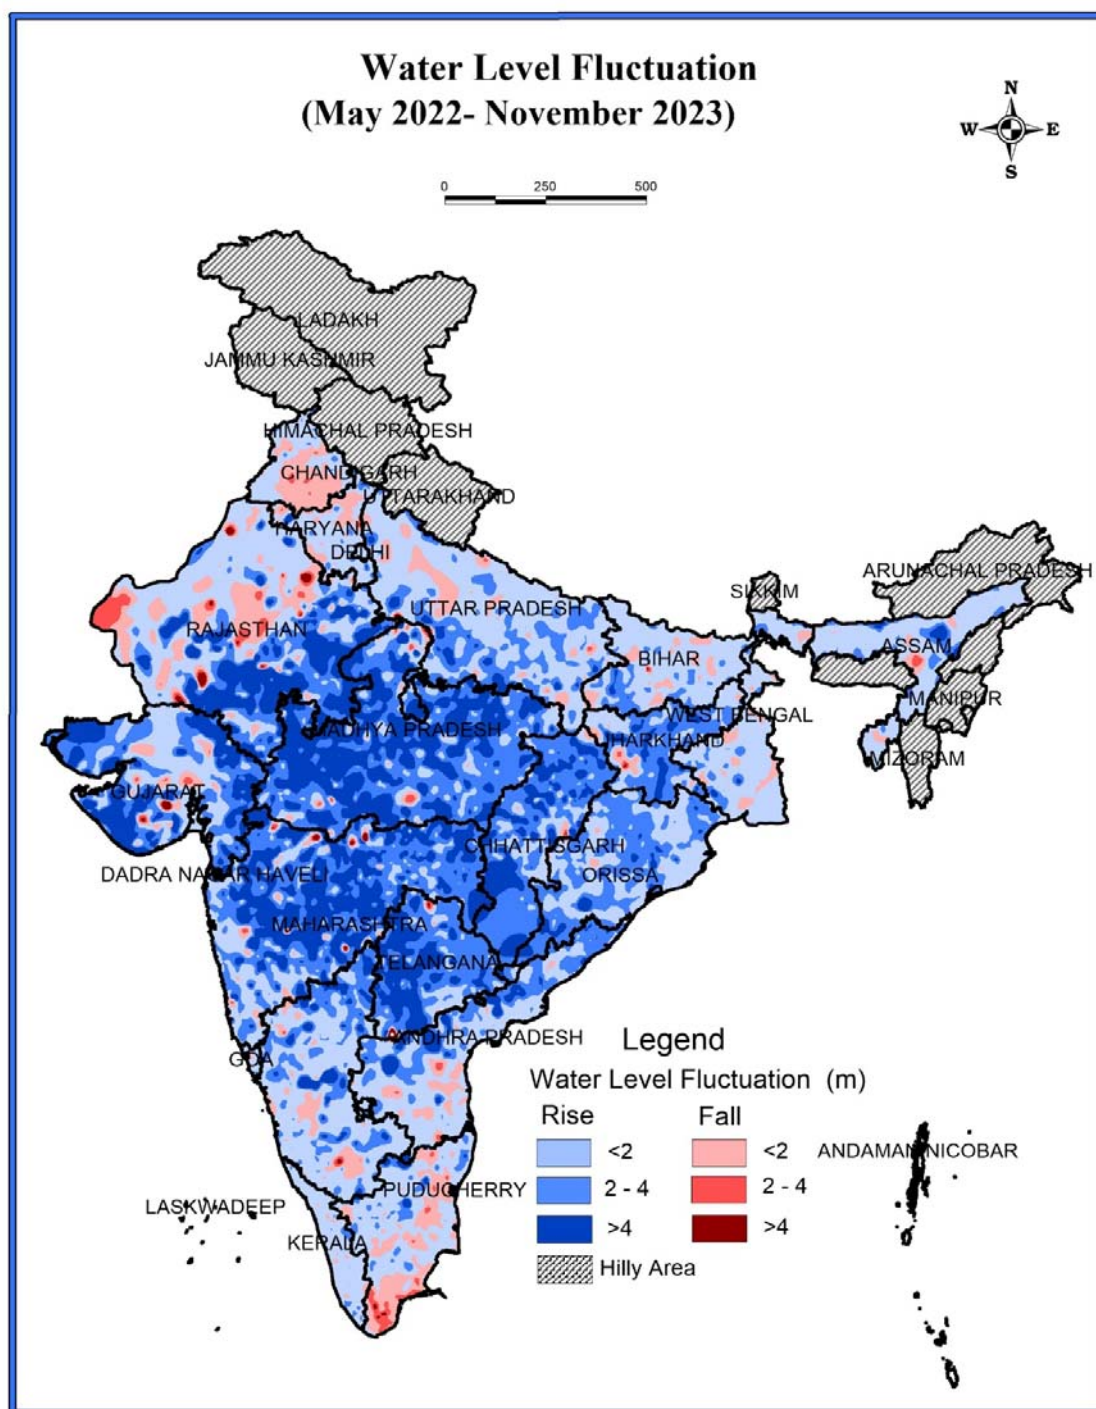 Water Level Fluctuation
(May 2022- November 2023)
N
W E
S
0 250 500
LADAKH
JAMMU KASHMIR
HIMACHAL PRADESH
CHANDIGARH
UTTARAKHAND
HARYANA
DELHI
ARUNACHAL PRADESH
SIKKIM
UTTAR PRADESH
RAJASTHAN
ASSAM
BIHAR
MANIPUR
WEST BENGAL
MADHYA PRADESH
JHARKHAND
MIZORAM
GUJARAT
CHHATTISGARH
DADRA NAGAR HAVELI
ORISSA
MAHARASHTRA
TELANGANA
ANDHRA PRADESH
GOA
Legend
Water Level Fluctuation (m)
Rise Fall
<2 <2
ANDAMAN NICOBAR
PUDUCHERRY
2 - 4 2 - 4
LASKWADEEP
>4 >4
KERALA
Hilly Area